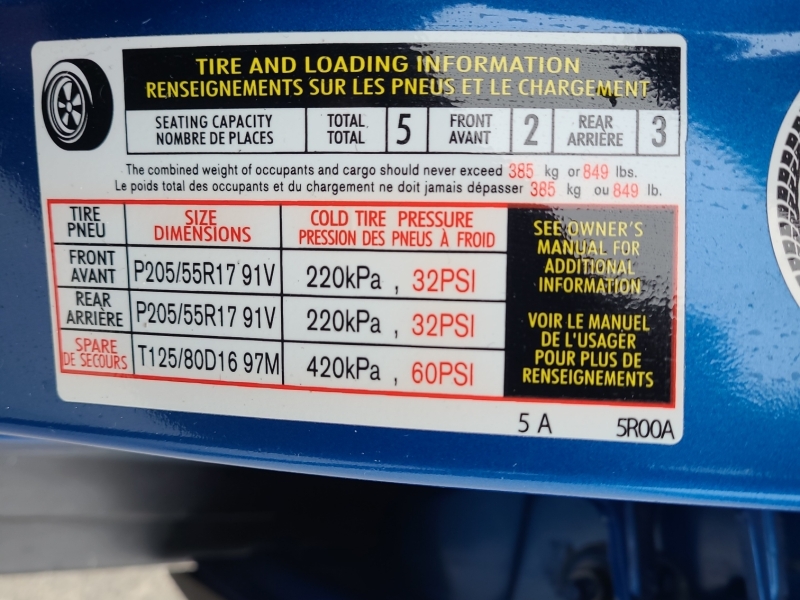 TIRE AND LOADING INFORMATION
RENSEIGNEMENTS SUR LES PNEUS ET LE CHARGEMENT
SEATING CAPACITY TOTAL 5 FRONT 2 REAR 3
NOMBRE DE PLACES TOTAL AVANT ARRIÈRE
The combined weight of occupants and cargo should never exceed 385 kg or 849 lbs.
Le poids total des occupants et du chargement ne doit jamais dépasser 385 kg ou 849 lb.
TIRE SIZE COLD TIRE PRESSURE
PNEU DIMENSIONS PRESSION DES PNEUS À FROID
FRONT
AVANT P205/55R17 91V 220kPa , 32PSI
REAR
ARRIÈRE P205/55R17 91V 220kPa , 32PSI
SPARE
DE SECOURS T125/80D16 97M 420kPa , 60PSI
SEE OWNER'S
MANUAL FOR
ADDITIONAL
INFORMATION
VOIR LE MANUEL
DE L'USAGER
POUR PLUS DE
RENSEIGNEMENTS
5 A 5R00A